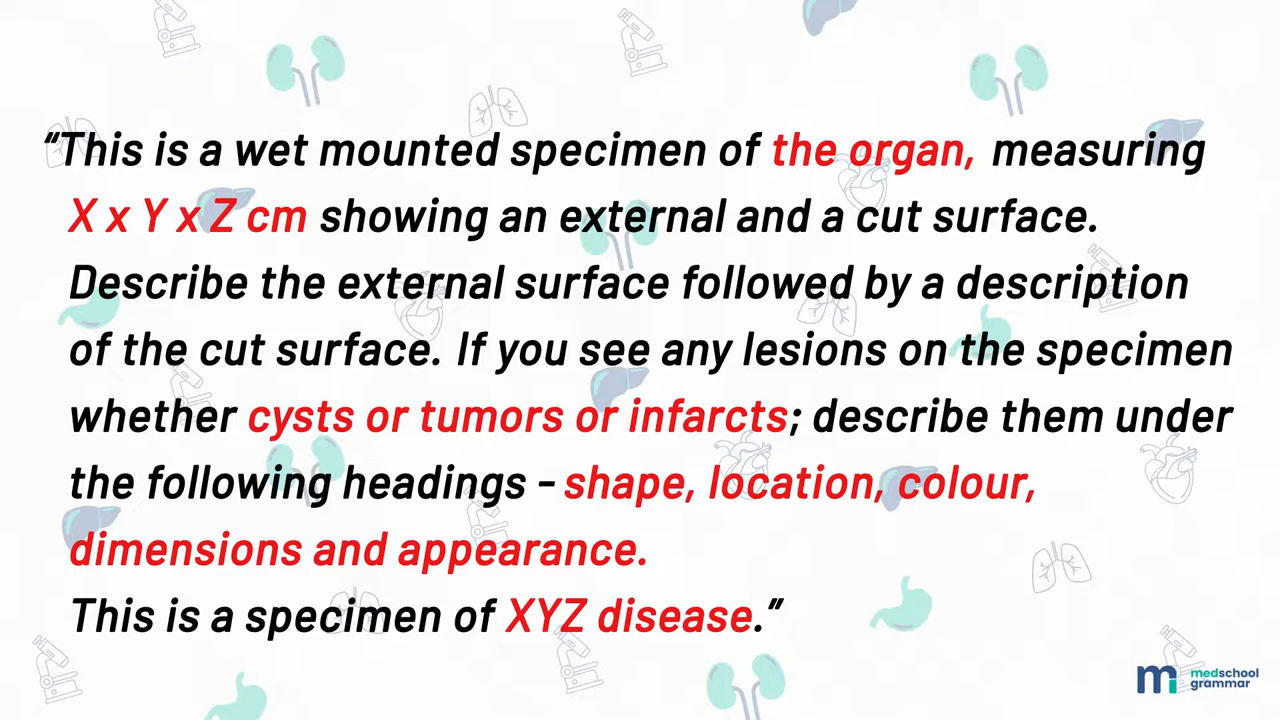 “This is a wet mounted specimen of the organ, measuring
X x Y x Z cm showing an external and a cut surface.
Describe the external surface followed by a description
of the cut surface. If you see any lesions on the specimen
whether cysts or tumors or infarcts; describe them under
the following headings - shape, location, colour,
dimensions and appearance.
This is a specimen of XYZ disease.”
medschool
grammar